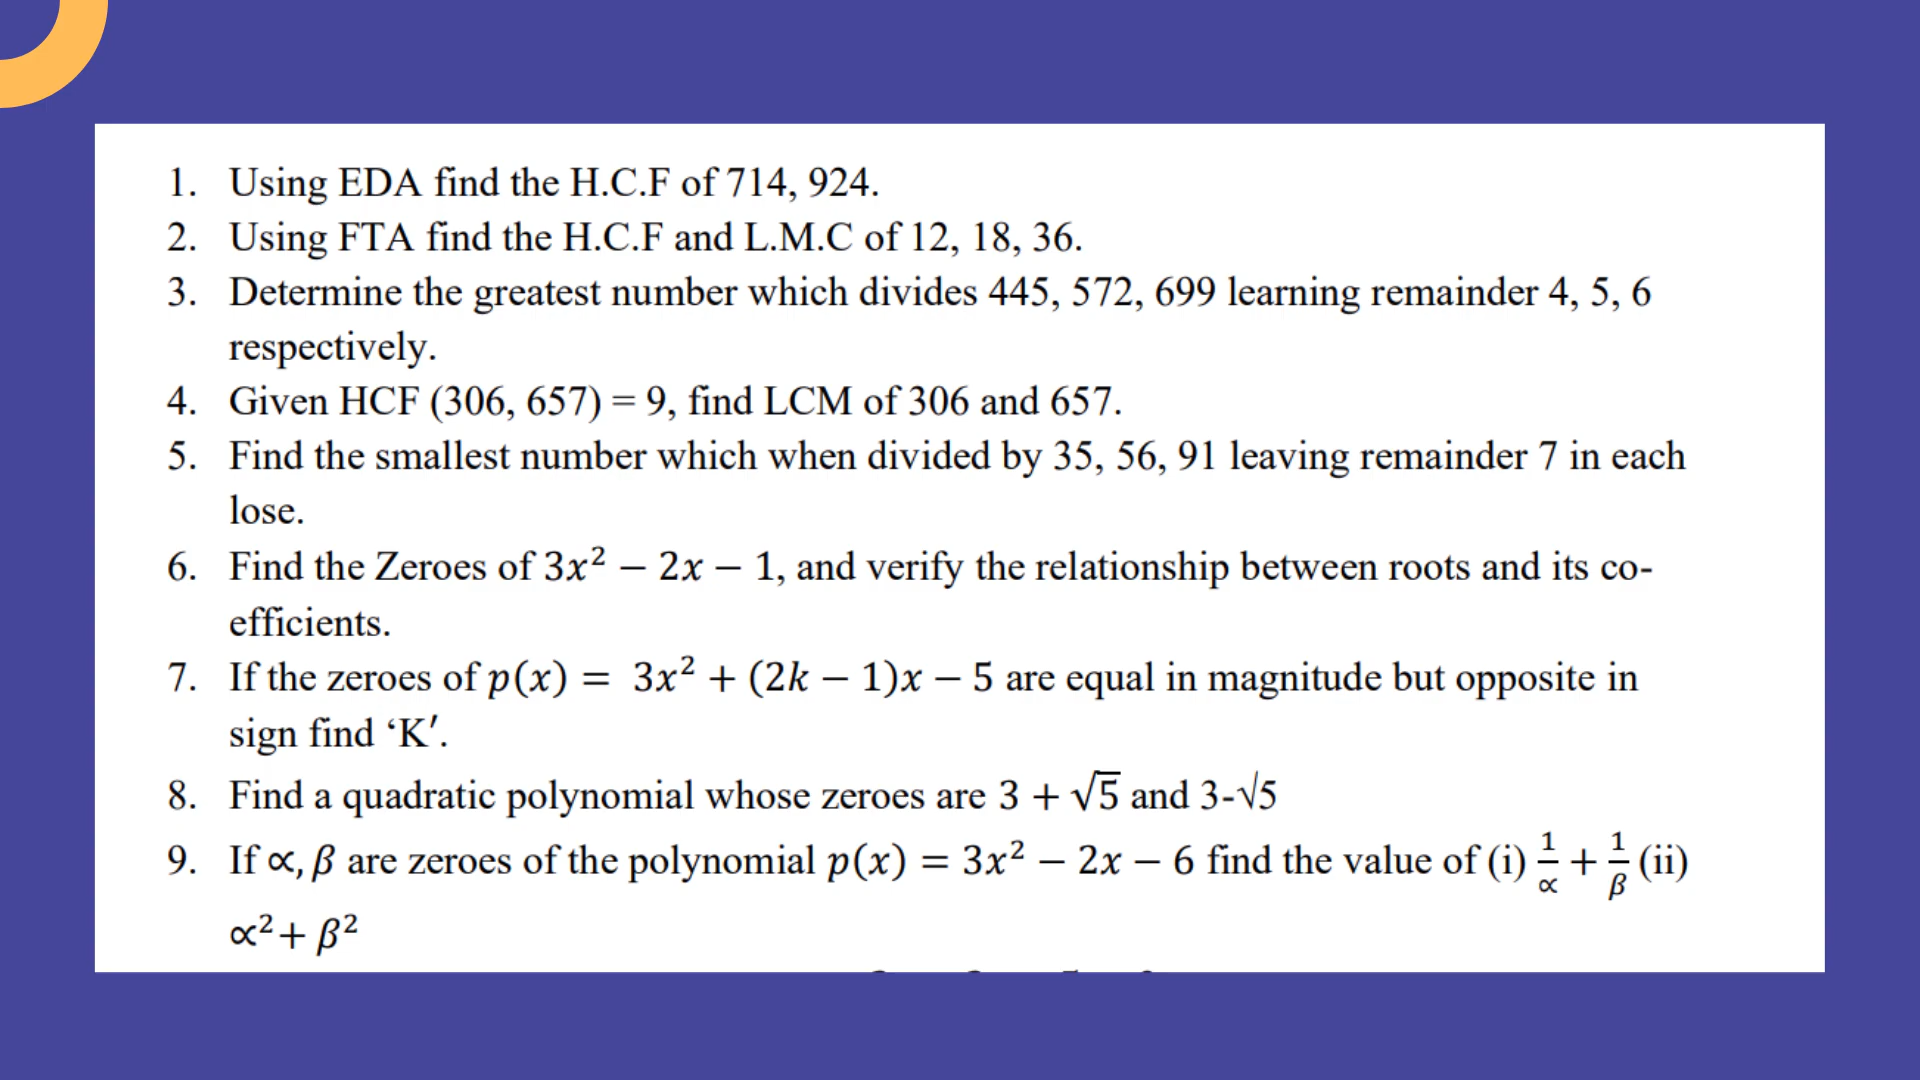 1. Using EDA find the H.C.F of 714, 924.
2. Using FTA find the H.C.F and L.M.C of 12, 18, 36.
3. Determine the greatest number which divides 445, 572, 699 learning remainder 4, 5, 6
respectively.
4. Given HCF (306, 657) = 9, find LCM of 306 and 657.
5. Find the smallest number which when divided by 35, 56, 91 leaving remainder 7 in each
lose.
6. Find the Zeroes of 3x² − 2x − 1, and verify the relationship between roots and its co-
efficients.
7. If the zeroes of p(x) = 3x² + (2k − 1)x − 5 are equal in magnitude but opposite in
sign find ‘K′.
8. Find a quadratic polynomial whose zeroes are 3 + √5 and 3-√5
9. If ∝, β are zeroes of the polynomial p(x) = 3x² − 2x − 6 find the value of (i) 1/∝ + 1/β (ii)
∝²+ β²